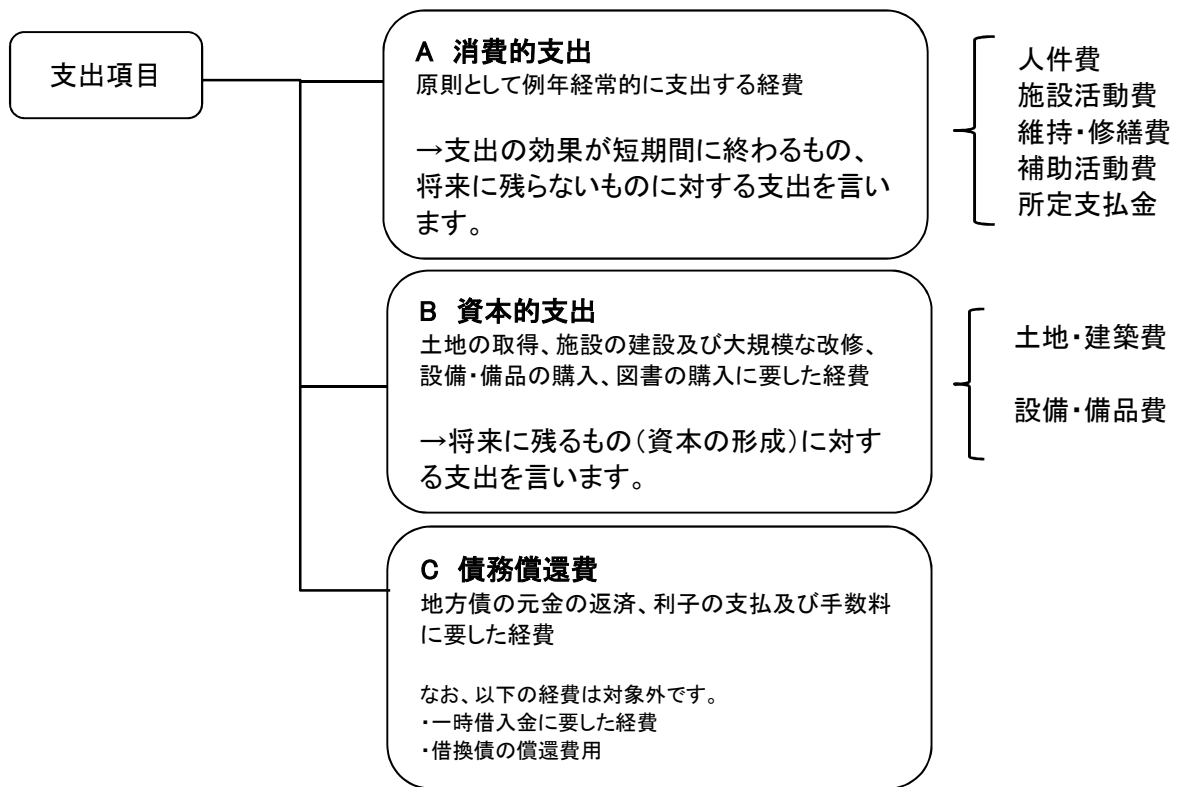 支出項目
A 消費的支出
原則として例年経常的に支出する経費
→支出の効果が短期間に終わるもの、
将来に残らないものに対する支出を言い
ます。
人件費
施設活動費
維持・修繕費
補助活動費
所定支払金
B 資本的支出
土地の取得、施設の建設及び大規模な改修、
設備・備品の購入、図書の購入に要した経費
→将来に残るもの(資本の形成)に対す
る支出を言います。
土地・建築費
設備・備品費
C 債務償還費
地方債の元金の返済、利子の支払及び手数料
に要した経費
なお、以下の経費は対象外です。
・一時借入金に要した経費
・借換債の償還費用